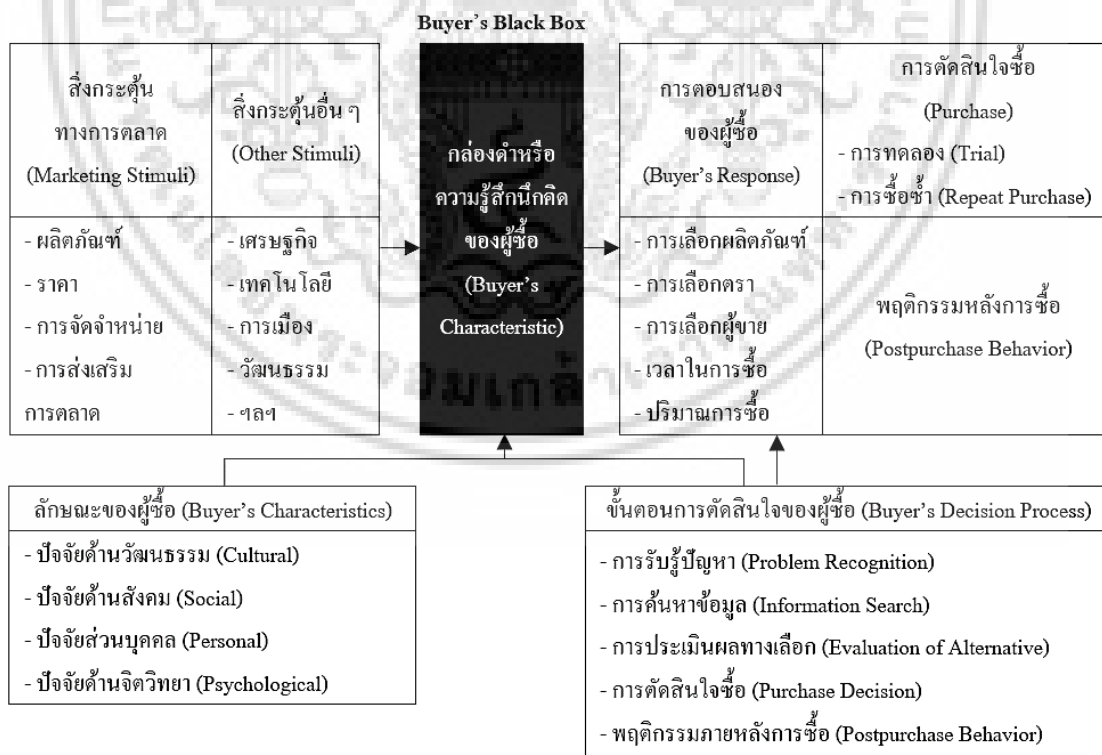 Buyer's Black Box
สิ่งกระตุ้น
ทางการตลาด
(Marketing Stimuli)
สิ่งกระตุ้นอื่น ๆ
(Other Stimuli)
- ผลิตภัณฑ์
- ราคา
- การจัดจำหน่าย
- การส่งเสริม
การตลาด
- เศรษฐกิจ
- เทคโนโลยี
- การเมือง
- วัฒนธรรม
- ฯลฯ
กล่องดำหรือ
ความรู้สึกนึกคิด
ของผู้ซื้อ
(Buyer's
Characteristic)
การตอบสนอง
ของผู้ซื้อ
(Buyer's Response)
- การเลือกผลิตภัณฑ์
- การเลือกตรา
- การเลือกผู้ขาย
- เวลาในการซื้อ
- ปริมาณการซื้อ
การตัดสินใจซื้อ
(Purchase)
- การทดลอง (Trial)
- การซื้อซ้ำ (Repeat Purchase)
พฤติกรรมหลังการซื้อ
(Postpurchase Behavior)
ลักษณะของผู้ซื้อ (Buyer's Characteristics)
- ปัจจัยด้านวัฒนธรรม (Cultural)
- ปัจจัยด้านสังคม (Social)
- ปัจจัยส่วนบุคคล (Personal)
- ปัจจัยด้านจิตวิทยา (Psychological)
ขั้นตอนการตัดสินใจของผู้ซื้อ (Buyer's Decision Process)
- การรับรู้ปัญหา (Problem Recognition)
- การค้นหาข้อมูล (Information Search)
- การประเมินผลทางเลือก (Evaluation of Alternative)
- การตัดสินใจซื้อ (Purchase Decision)
- พฤติกรรมภายหลังการซื้อ (Postpurchase Behavior)